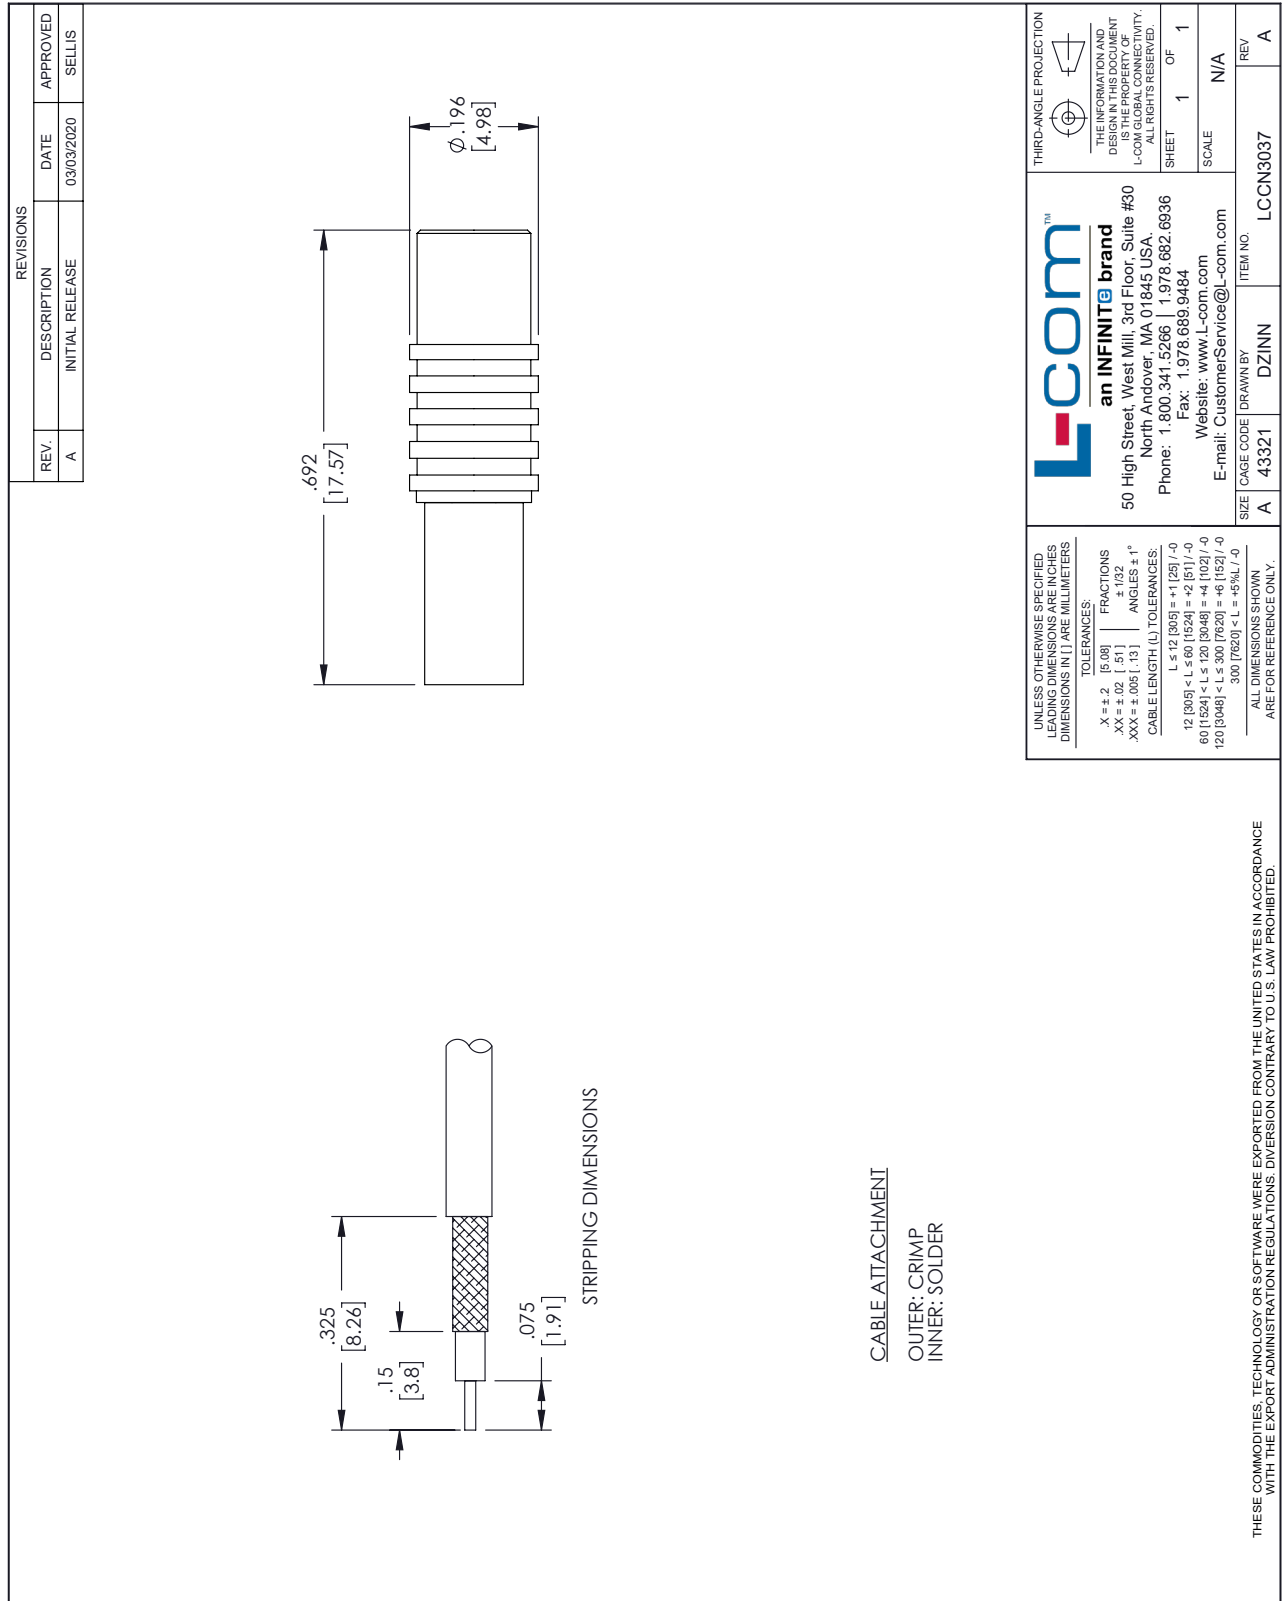 REVISIONS
REV. DESCRIPTION DATE APPROVED
A INITIAL RELEASE 03/03/2020 SELLIS
.325
[8.26]
.15
[3.8]
.075
[1.91]
STRIPPING DIMENSIONS
.692
[17.57]
Ø.196
[4.98]
CABLE ATTACHMENT
OUTER: CRIMP
INNER: SOLDER
THESE COMMODITIES, TECHNOLOGY OR SOFTWARE WERE EXPORTED FROM THE UNITED STATES IN ACCORDANCE
WITH THE EXPORT ADMINISTRATION REGULATIONS. DIVERSION CONTRARY TO U.S. LAW PROHIBITED.
UNLESS OTHERWISE SPECIFIED
LEADING DIMENSIONS ARE INCHES
DIMENSIONS IN [ ] ARE MILLIMETERS
TOLERANCES:
.X = ±.2 [5.08] FRACTIONS
.XX = ±.02 [.51] ± 1/32
.XXX = ±.005 [.13] ANGLES ± 1°
CABLE LENGTH (L) TOLERANCES:
L ≤ 12 [305] = +1 [25] / -0
12 [305] < L ≤ 60 [1524] = +2 [51] / -0
60 [1524] < L ≤ 120 [3048] = +4 [102] / -0
120 [3048] < L ≤ 300 [7620] = +6 [152] / -0
300 [7620] < L = +5%L / -0
ALL DIMENSIONS SHOWN
ARE FOR REFERENCE ONLY.
L-com™
an INFINITe brand
50 High Street, West Mill, 3rd Floor, Suite #30
North Andover, MA 01845 USA.
Phone: 1.800.341.5266 | 1.978.682.6936
Fax: 1.978.689.9484
Website: www.L-com.com
E-mail: CustomerService@L-com.com
THIRD-ANGLE PROJECTION
THE INFORMATION AND
DESIGN IN THIS DOCUMENT
IS THE PROPERTY OF
L-COM GLOBAL CONNECTIVITY.
ALL RIGHTS RESERVED.
SHEET 1 OF 1
SCALE N/A
SIZE A
CAGE CODE 43321
DRAWN BY DZINN
ITEM NO. LCCN3037
REV A